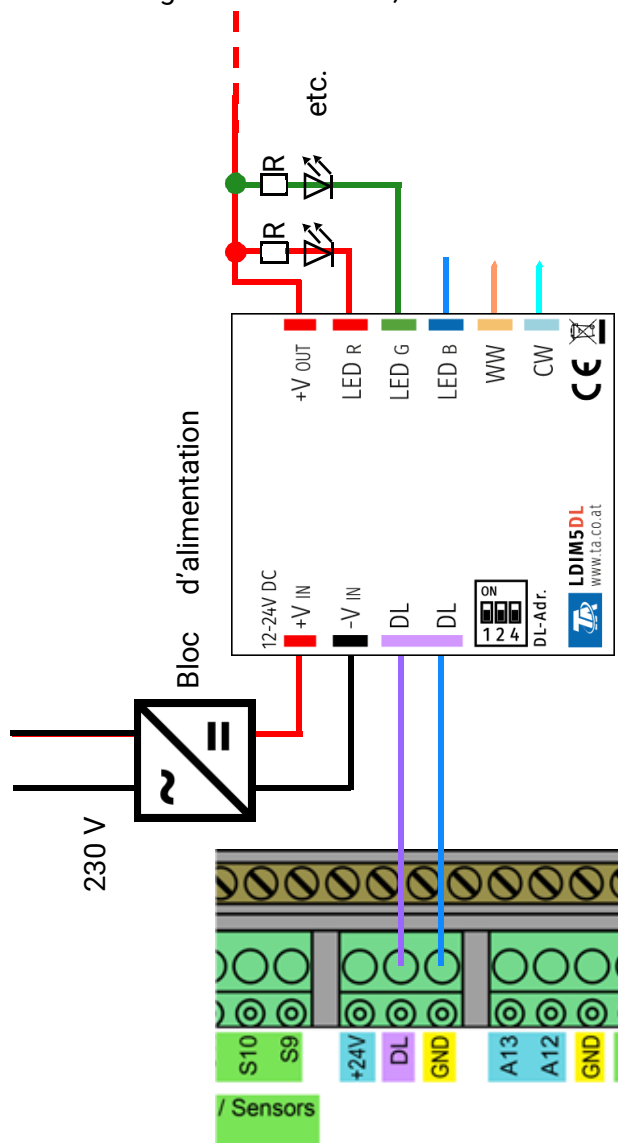 etc.
R
R
+V OUT
LED R
LED G
LED B
WW
CW
CE
Bloc d'alimentation
12-24V DC
+V IN
-V IN
DL
DL
ON
1 2 4
DL-Adr.
TA
LDIM5DL
www.ta.co.at
230 V
S10
S9
+24V
DL
GND
A13
A12
GND
/ Sensors